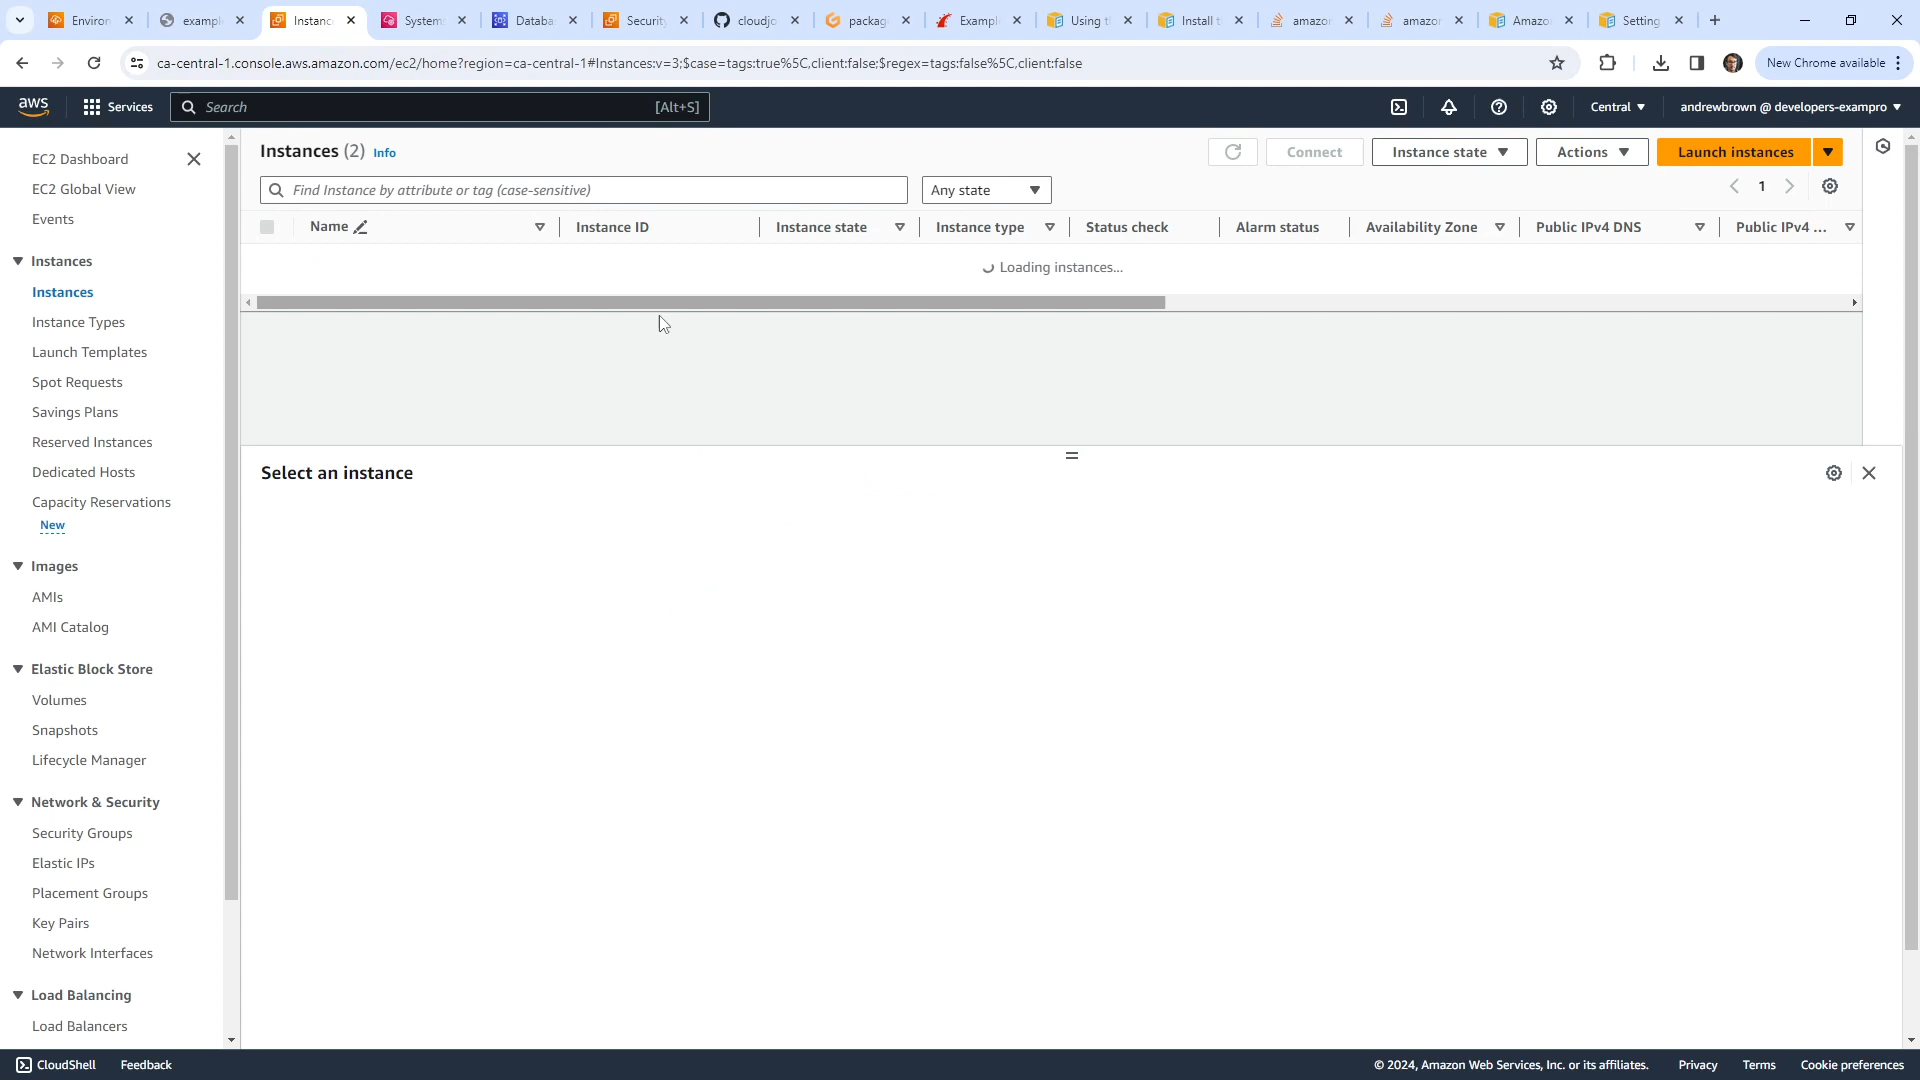 Environ
exampl
Instanc
Systems
Databa
Security
cloudjo
packag
Exampl
Using t
Install t
amazon
amazon
Amazo
Setting
ca-central-1.console.aws.amazon.com/ec2/home?region=ca-central-1#Instances:v=3;$case=tags:true%5C,client:false;$regex=tags:false%5C,client:false
New Chrome available
aws
Services
Search
[Alt+S]
Central
andrewbrown @ developers-exampro
EC2 Dashboard
EC2 Global View
Events
Instances
Instances
Instance Types
Launch Templates
Spot Requests
Savings Plans
Reserved Instances
Dedicated Hosts
Capacity Reservations
New
Images
AMIs
AMI Catalog
Elastic Block Store
Volumes
Snapshots
Lifecycle Manager
Network & Security
Security Groups
Elastic IPs
Placement Groups
Key Pairs
Network Interfaces
Load Balancing
Load Balancers
Instances (2) Info
Connect
Instance state
Actions
Launch instances
Find Instance by attribute or tag (case-sensitive)
Any state
1
Name
Instance ID
Instance state
Instance type
Status check
Alarm status
Availability Zone
Public IPv4 DNS
Public IPv4 ...
Loading instances...
Select an instance
CloudShell
Feedback
© 2024, Amazon Web Services, Inc. or its affiliates.
Privacy
Terms
Cookie preferences